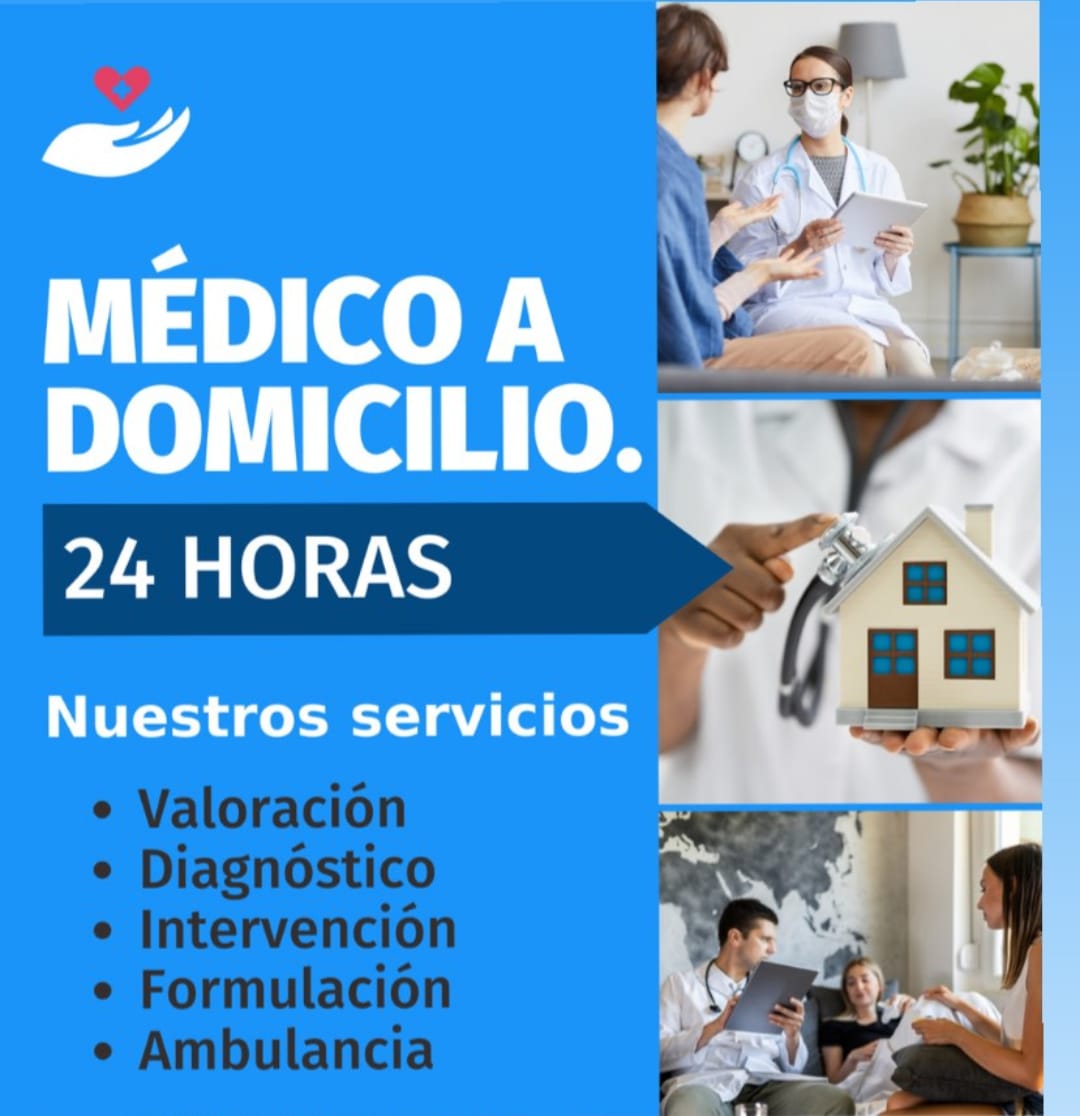 MÉDICO A
DOMICILIO.
24 HORAS
Nuestros servicios
• Valoración
• Diagnóstico
• Intervención
• Formulación
• Ambulancia